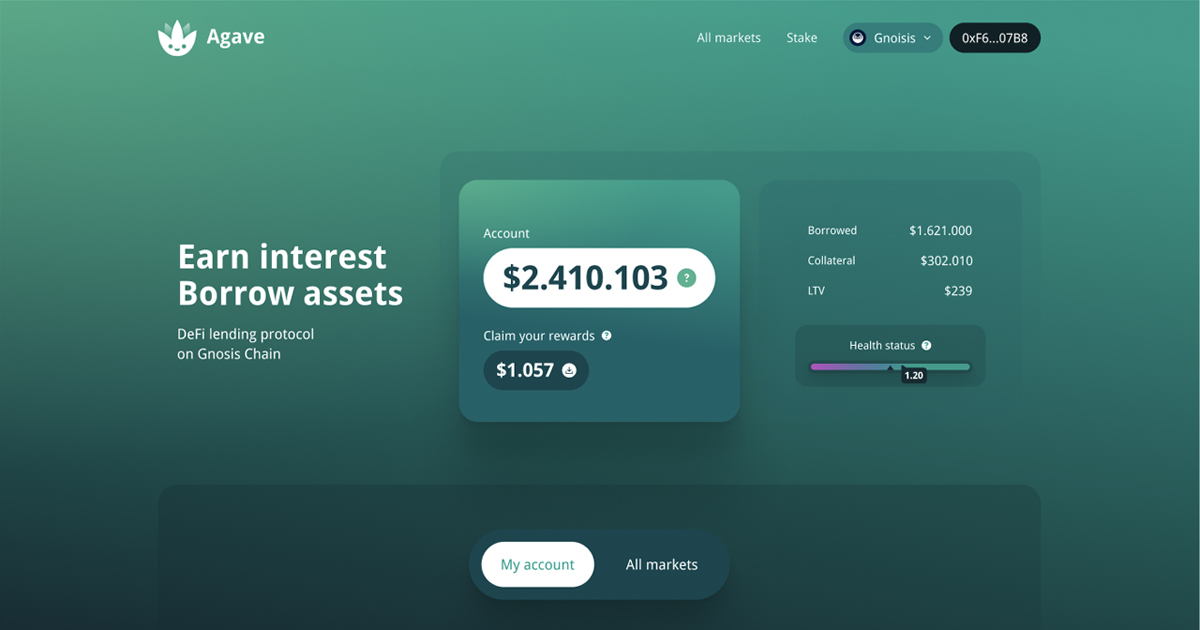 Agave
All markets
Stake
Gnoisis
0xF6...07B8
Earn interest
Borrow assets
DeFi lending protocol
on Gnosis Chain
Account
$2.410.103 ?
Claim your rewards ?
$1.057
Borrowed $1.621.000
Collateral $302.010
LTV $239
Health status ?
1.20
My account
All markets